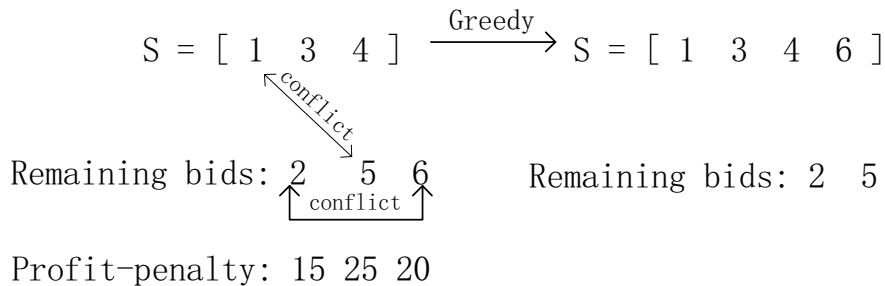 S = [ 1 3 4 ]
Greedy
S = [ 1 3 4 6 ]
conflict
Remaining bids: 2 5 6
Remaining bids: 2 5
conflict
Profit-penalty: 15 25 20